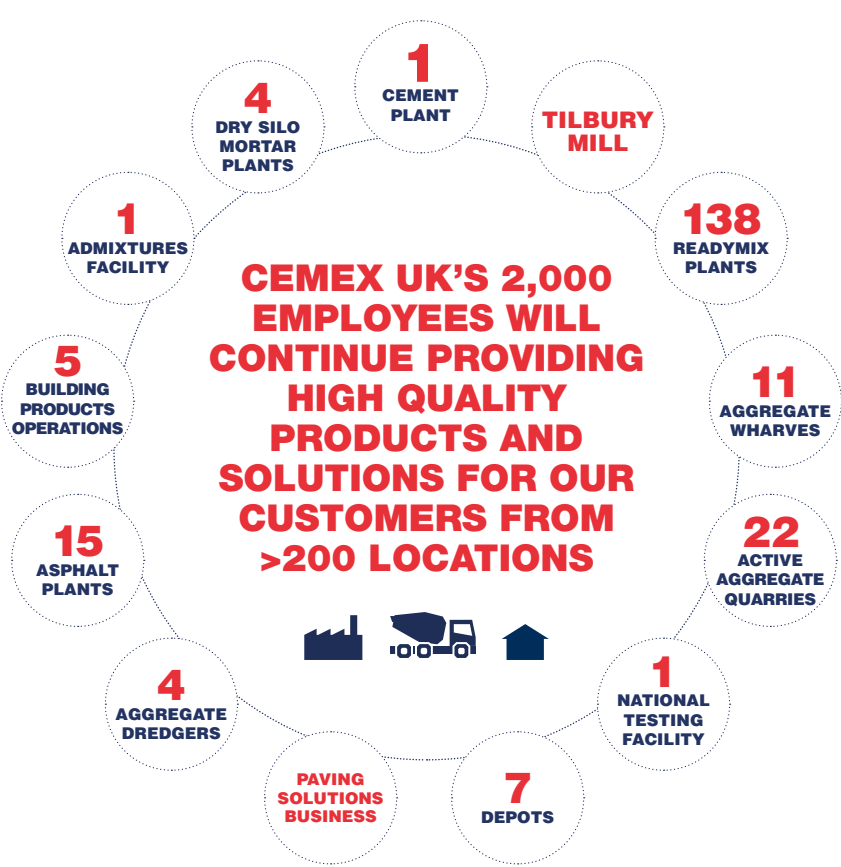 1
CEMENT
PLANT
TILBURY
MILL
138
READYMIX
PLANTS
11
AGGREGATE
WHARVES
22
ACTIVE
AGGREGATE
QUARRIES
1
NATIONAL
TESTING
FACILITY
7
DEPOTS
PAVING
SOLUTIONS
BUSINESS
4
AGGREGATE
DREDGERS
15
ASPHALT
PLANTS
5
BUILDING
PRODUCTS
OPERATIONS
1
ADMIXTURES
FACILITY
4
DRY SILO
MORTAR
PLANTS
CEMEX UK’S 2,000
EMPLOYEES WILL
CONTINUE PROVIDING
HIGH QUALITY
PRODUCTS AND
SOLUTIONS FOR OUR
CUSTOMERS FROM
>200 LOCATIONS